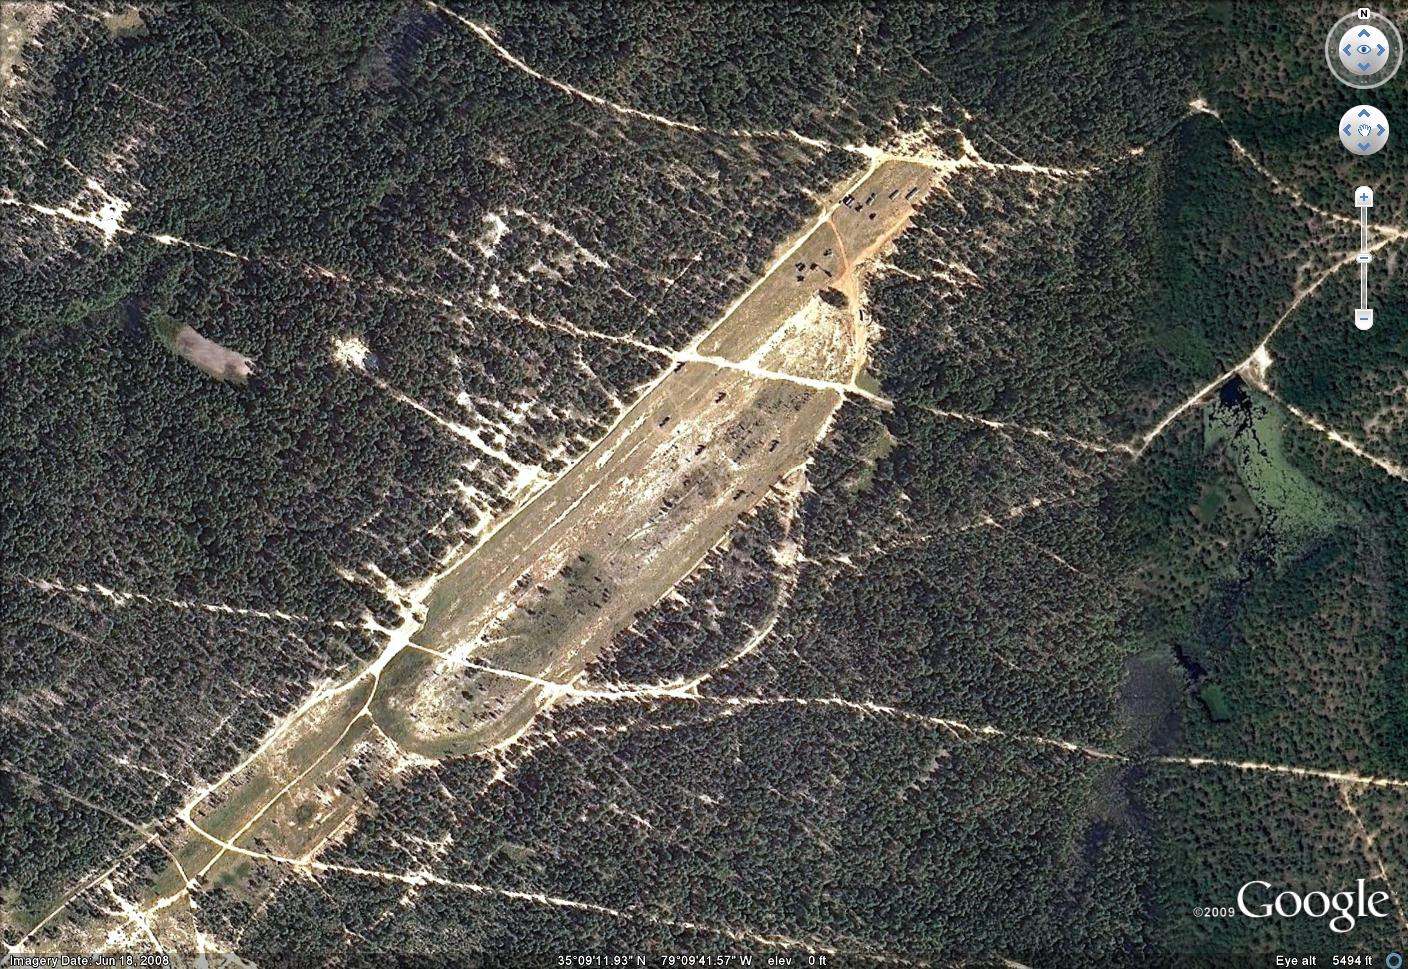 N
©2009 Google
Imagery Date: Jun 18, 2008 35°09'11.93" N 79°09'41.57" W elev 0 ft Eye alt 5494 ft